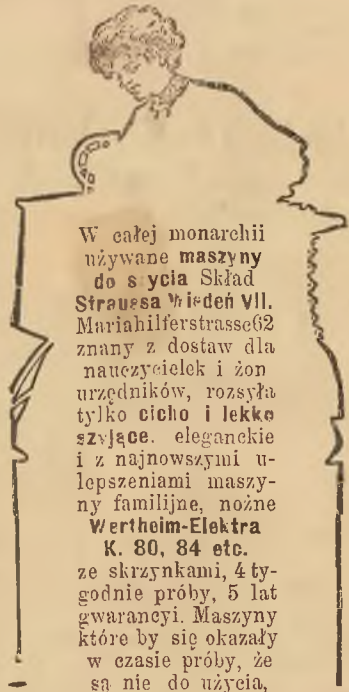 W całej monarchii
używane maszyny
do s ycia Skład
Straussa Wiedeń VII.
Mariahilferstrasse62
znany z dostaw dla
nauczycielek i żon
urzędników, rozsyła
tylko cicho i lekko
szyjące. eleganckie
i z najnowszymi u-
lepszeniami maszy-
ny familijne, nożne
Wertheim-Elektra
K. 80, 84 etc.
ze skrzynkami, 4 ty-
godnie próby, 5 lat
gwarancyi. Maszyny
które by się okazały
w czasie próby, że
są nie do użycia,